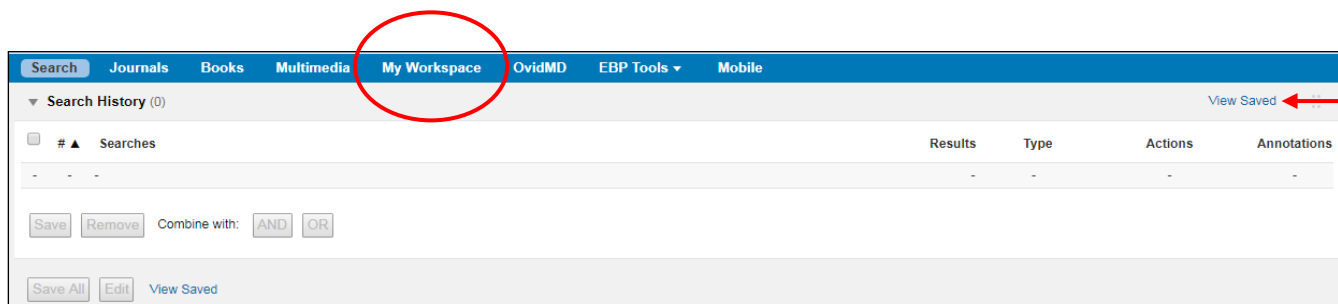 Search Journals Books Multimedia My Workspace OvidMD EBP Tools ▼ Mobile
▼ Search History (0) View Saved
# ▲ Searches Results Type Actions Annotations
- - - - - - -
Save Remove Combine with: AND OR
Save All Edit View Saved